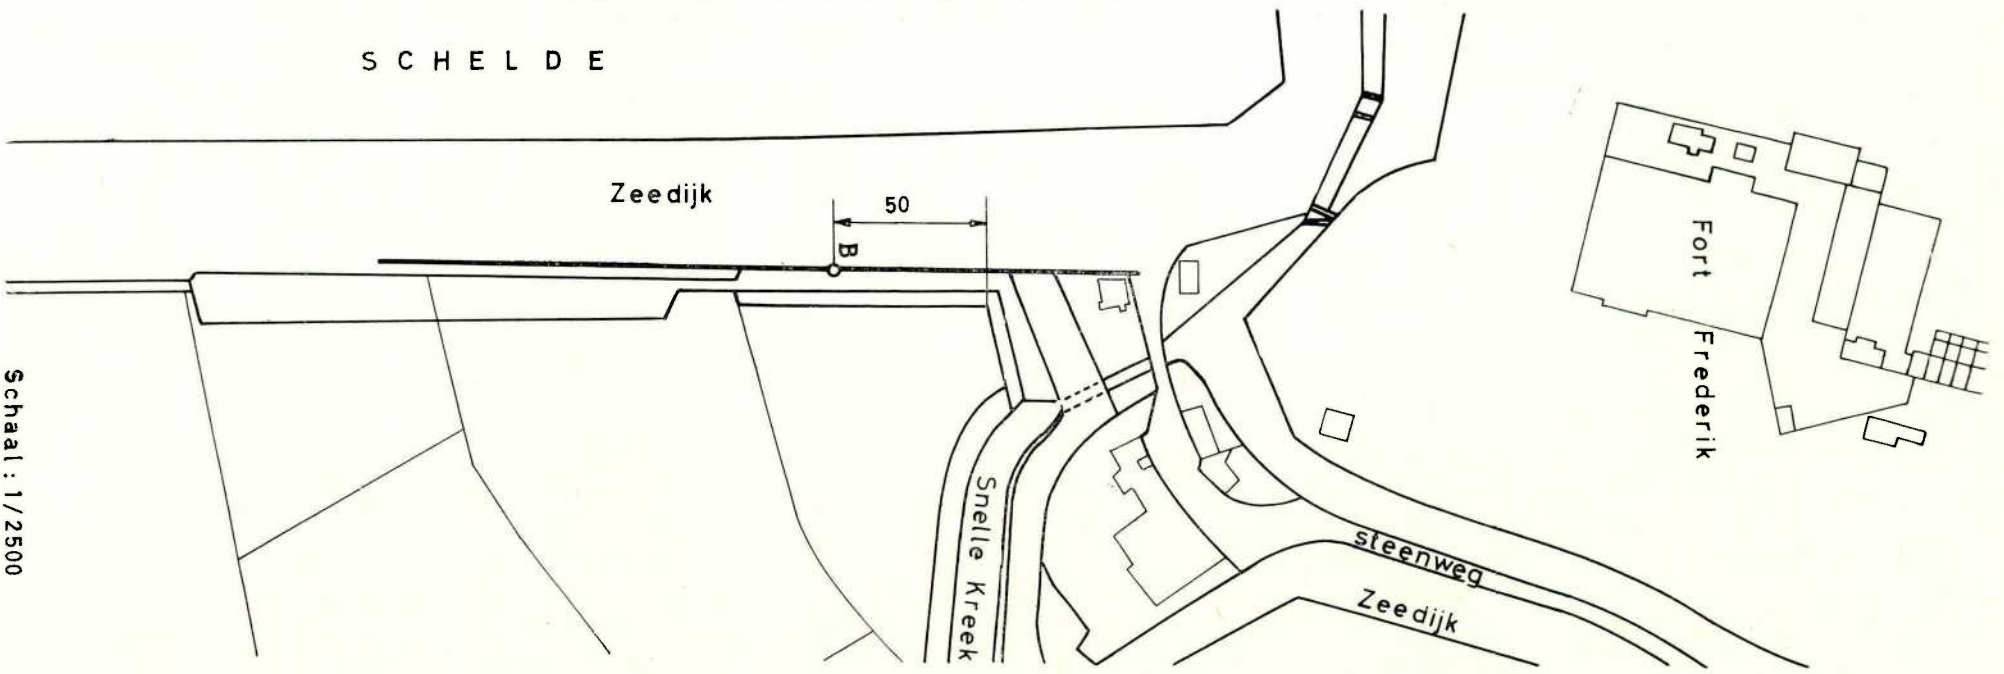 SCHELDE
Zeedijk
50
B
Fort Frederik
Schaal: 1/2500
Snelle Kreek
steenweg
Zeedijk